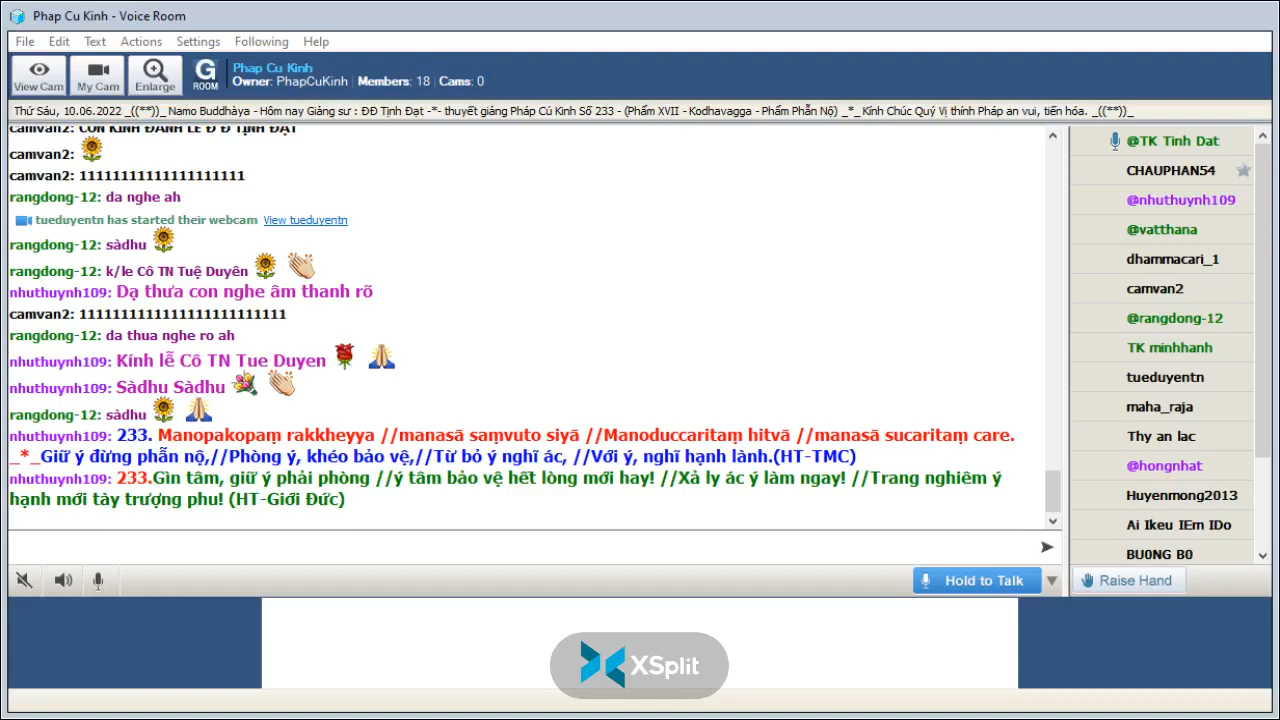 Phap Cu Kinh - Voice Room
File Edit Text Actions Settings Following Help
View Cam My Cam Enlarge G ROOM
Phap Cu Kinh
Owner: PhapCuKinh Members: 18 Cams: 0
Thứ Sáu, 10.06.2022 _((**))_ Namo Buddhàya - Hôm nay Giảng sư : ĐĐ Tịnh Đạt -*- thuyết giảng Pháp Cú Kinh Số 233 - (Phẩm XVII - Kodhavagga - Phẩm Phẫn Nộ) _*_ Kính Chúc Quý Vị thính Pháp an vui, tiến hóa. _((**))_
camvan2: CON KINH ĐANH LE Đ Đ TỊNH ĐẠT
camvan2:
camvan2: 11111111111111111111
rangdong-12: da nghe ah
tueduyentn has started their webcam View tueduyentn
rangdong-12: sàdhu
rangdong-12: k/le Cô TN Tuệ Duyên
nhuthuynh109: Dạ thưa con nghe âm thanh rõ
camvan2: 1111111111111111111111111
rangdong-12: da thua nghe ro ah
nhuthuynh109: Kính lễ Cô TN Tue Duyen
nhuthuynh109: Sàdhu Sàdhu
rangdong-12: sàdhu
nhuthuynh109: 233. Manopakopaṃ rakkheyya //manasā saṃvuto siyā //Manoduccaritaṃ hitvā //manasā sucaritaṃ care.
_*_Giữ ý đừng phẫn nộ,//Phòng ý, khéo bảo vệ,//Từ bỏ ý nghĩ ác, //Với ý, nghĩ hạnh lành.(HT-TMC)
nhuthuynh109: 233.Gìn tâm, giữ ý phải phòng //ý tâm bảo vệ hết lòng mới hay! //Xả ly ác ý làm ngay! //Trang nghiêm ý
hạnh mới tày trượng phu! (HT-Giới Đức)
@TK Tinh Dat
CHAUPHAN54
@nhuthuynh109
@vatthana
dhammacari_1
camvan2
@rangdong-12
TK minhhanh
tueduyentn
maha_raja
Thy an lac
@hongnhat
Huyenmong2013
Ai Ikeu IEm IDo
BU0NG B0
Hold to Talk
Raise Hand
XSplit